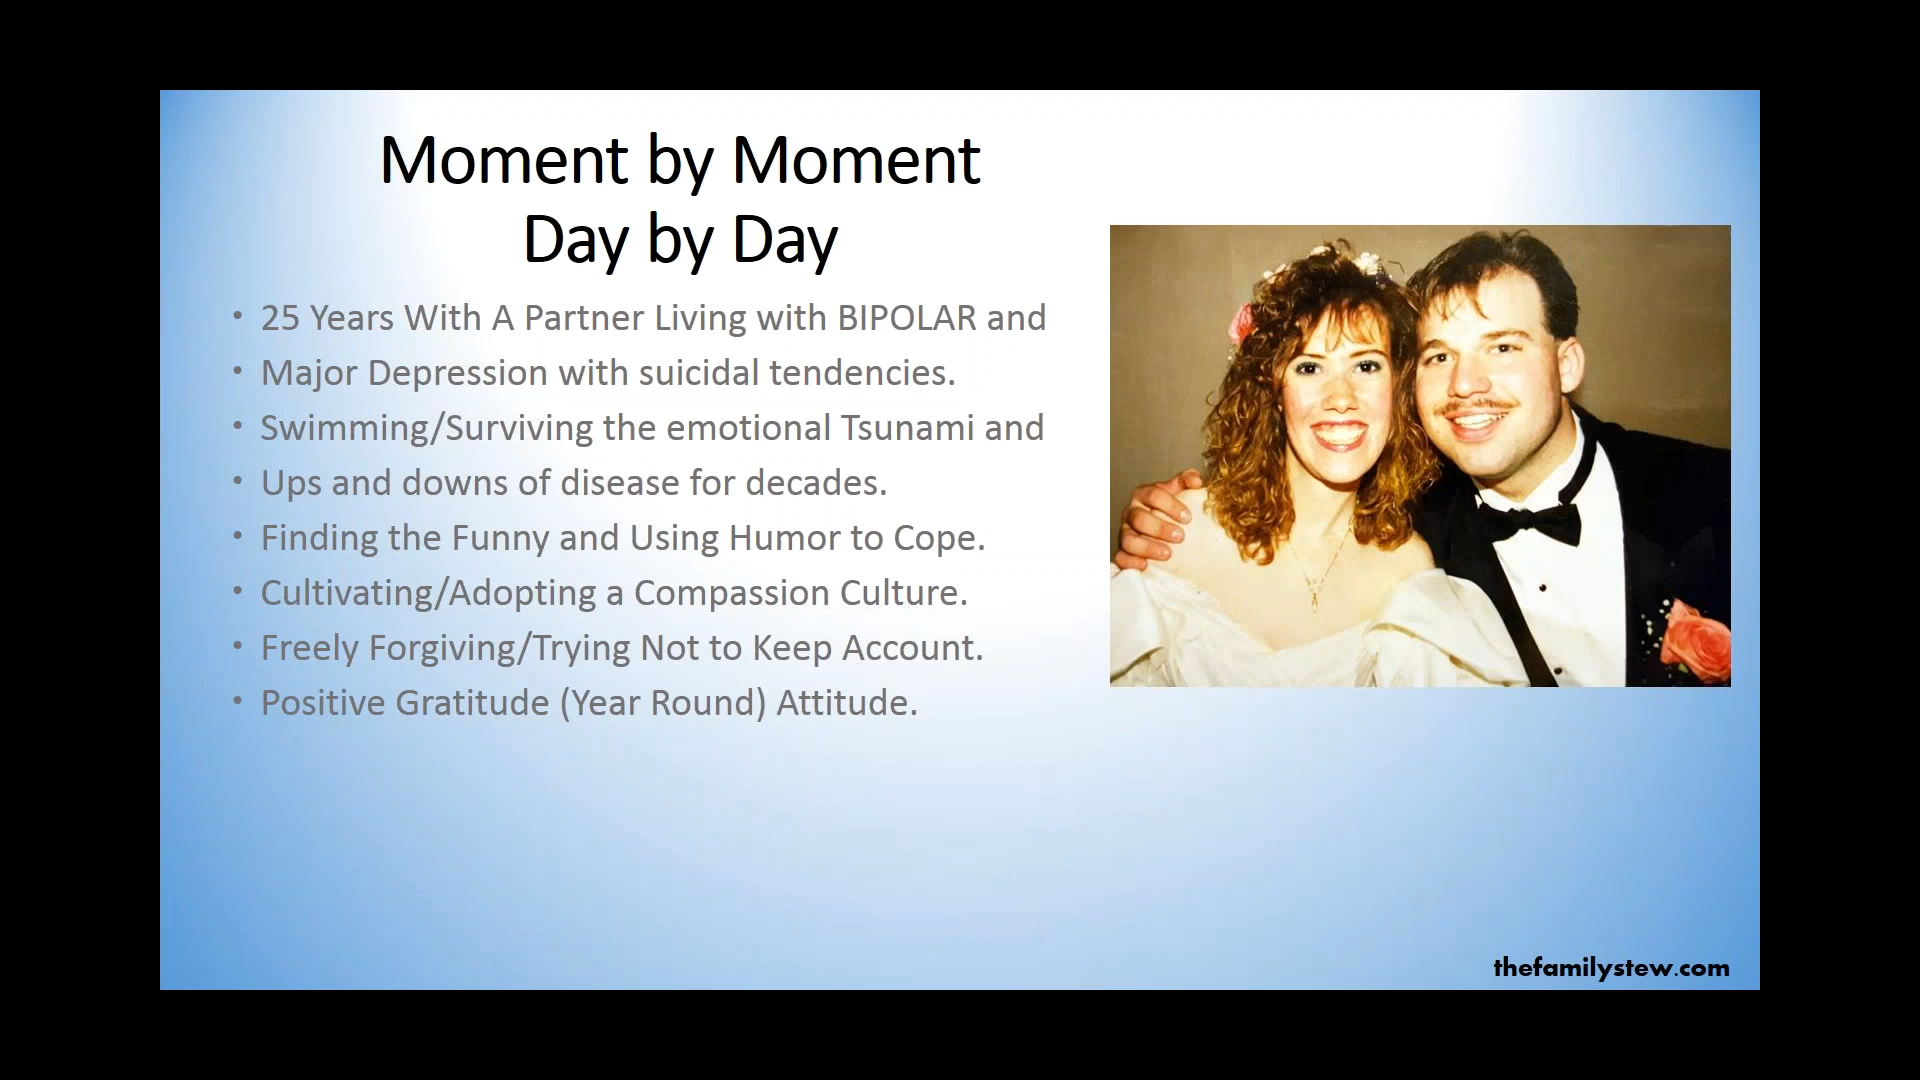 Moment by Moment
Day by Day
• 25 Years With A Partner Living with BIPOLAR and
• Major Depression with suicidal tendencies.
• Swimming/Surviving the emotional Tsunami and
• Ups and downs of disease for decades.
• Finding the Funny and Using Humor to Cope.
• Cultivating/Adopting a Compassion Culture.
• Freely Forgiving/Trying Not to Keep Account.
• Positive Gratitude (Year Round) Attitude.
thefamilystew.com